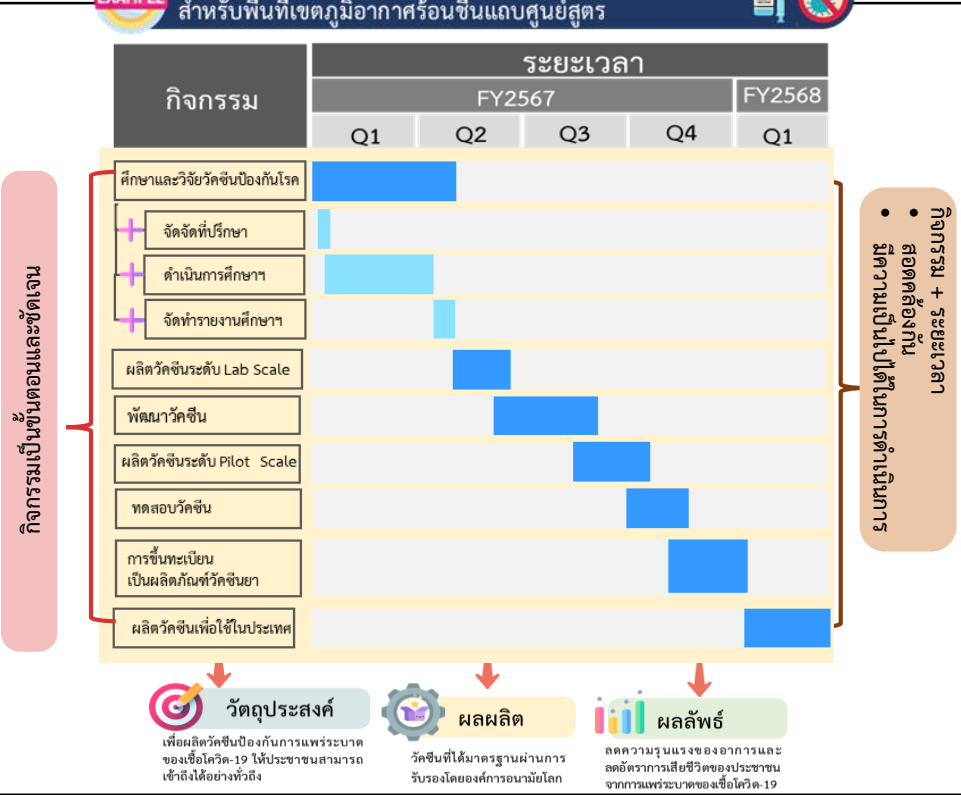 EXAMPLE
สำหรับพื้นที่เขตภูมิอากาศร้อนชื้นแถบศูนย์สูตร
กิจกรรม
ระยะเวลา
FY2567
FY2568
Q1
Q2
Q3
Q4
Q1
ศึกษาและวิจัยวัคซีนป้องกันโรค
จัดจัดที่ปรึกษา
ดำเนินการศึกษาฯ
จัดทำรายงานศึกษาฯ
ผลิตวัคซีนระดับ Lab Scale
พัฒนาวัคซีน
ผลิตวัคซีนระดับ Pilot Scale
ทดสอบวัคซีน
การขึ้นทะเบียน
เป็นผลิตภัณฑ์วัคซีนยา
ผลิตวัคซีนเพื่อใช้ในประเทศ
กิจกรรมเป็นขั้นตอนและชัดเจน
กิจกรรม + ระยะเวลา
• สอดคล้องกัน
• มีความเป็นไปได้ในการดำเนินการ
วัตถุประสงค์
เพื่อผลิตวัคซีนป้องกันการแพร่ระบาด
ของเชื้อโควิด-19 ให้ประชาชนสามารถ
เข้าถึงได้อย่างทั่วถึง
ผลผลิต
วัคซีนที่ได้มาตรฐานผ่านการ
รับรองโดยองค์การอนามัยโลก
ผลลัพธ์
ลดความรุนแรงของอาการและ
ลดอัตราการเสียชีวิตของประชาชน
จากการแพร่ระบาดของเชื้อโควิด-19